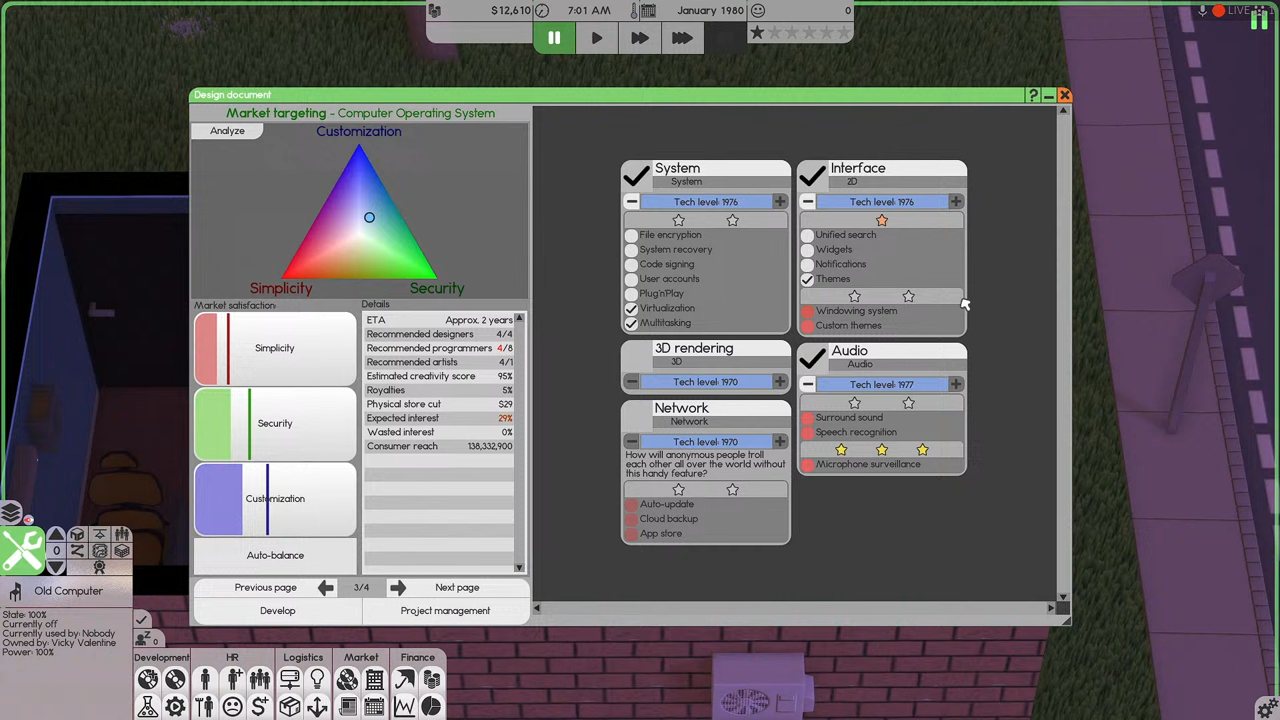 $12,610
7:01 AM
January 1980
0
LIVE
1
Design document
?
Market targeting - Computer Operating System
Analyze
Customization
Simplicity
Security
Market satisfaction:
Simplicity
Security
Customization
Auto-balance
Details
ETA Approx. 2 years
Recommended designers 4/4
Recommended programmers 4/8
Recommended artists 4/1
Estimated creativity score 95%
Royalties 5%
Physical store cut $29
Expected interest 29%
Wasted interest 0%
Consumer reach 138,332,900
Previous page
3/4
Next page
Develop
Project management
System
System
Tech level: 1976
File encryption
System recovery
Code signing
User accounts
Plug'n'Play
Virtualization
Multitasking
3D rendering
3D
Tech level: 1970
Network
Network
Tech level: 1970
How will anonymous people troll
each other all over the world without
this handy feature?
Auto-update
Cloud backup
App store
Interface
2D
Tech level: 1976
Unified search
Widgets
Notifications
Themes
Windowing system
Custom themes
Audio
Audio
Tech level: 1977
Surround sound
Speech recognition
Microphone surveillance
0
Old Computer
State: 100%
Currently off
Currently used by: Nobody
Owned by: Vicky Valentine
Power: 100%
0
Development
HR
Logistics
Market
Finance